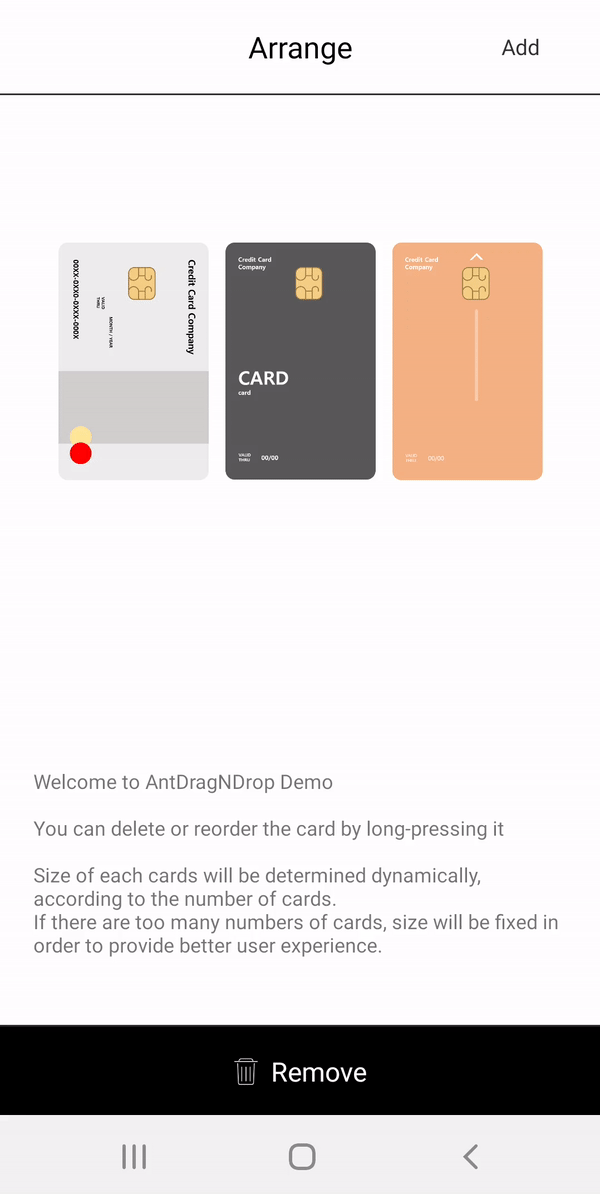 Arrange
Add
Credit Card Company
MONTH / YEAR
VALID
THRU
00XX-0XX0-0XXX-000X
Credit Card
Company
CARD
card
VALID
THRU
00/00
Credit Card
Company
VALID
THRU
00/00
Welcome to AntDragNDrop Demo
You can delete or reorder the card by long-pressing it
Size of each cards will be determined dynamically,
according to the number of cards.
If there are too many numbers of cards, size will be fixed in
order to provide better user experience.
Remove